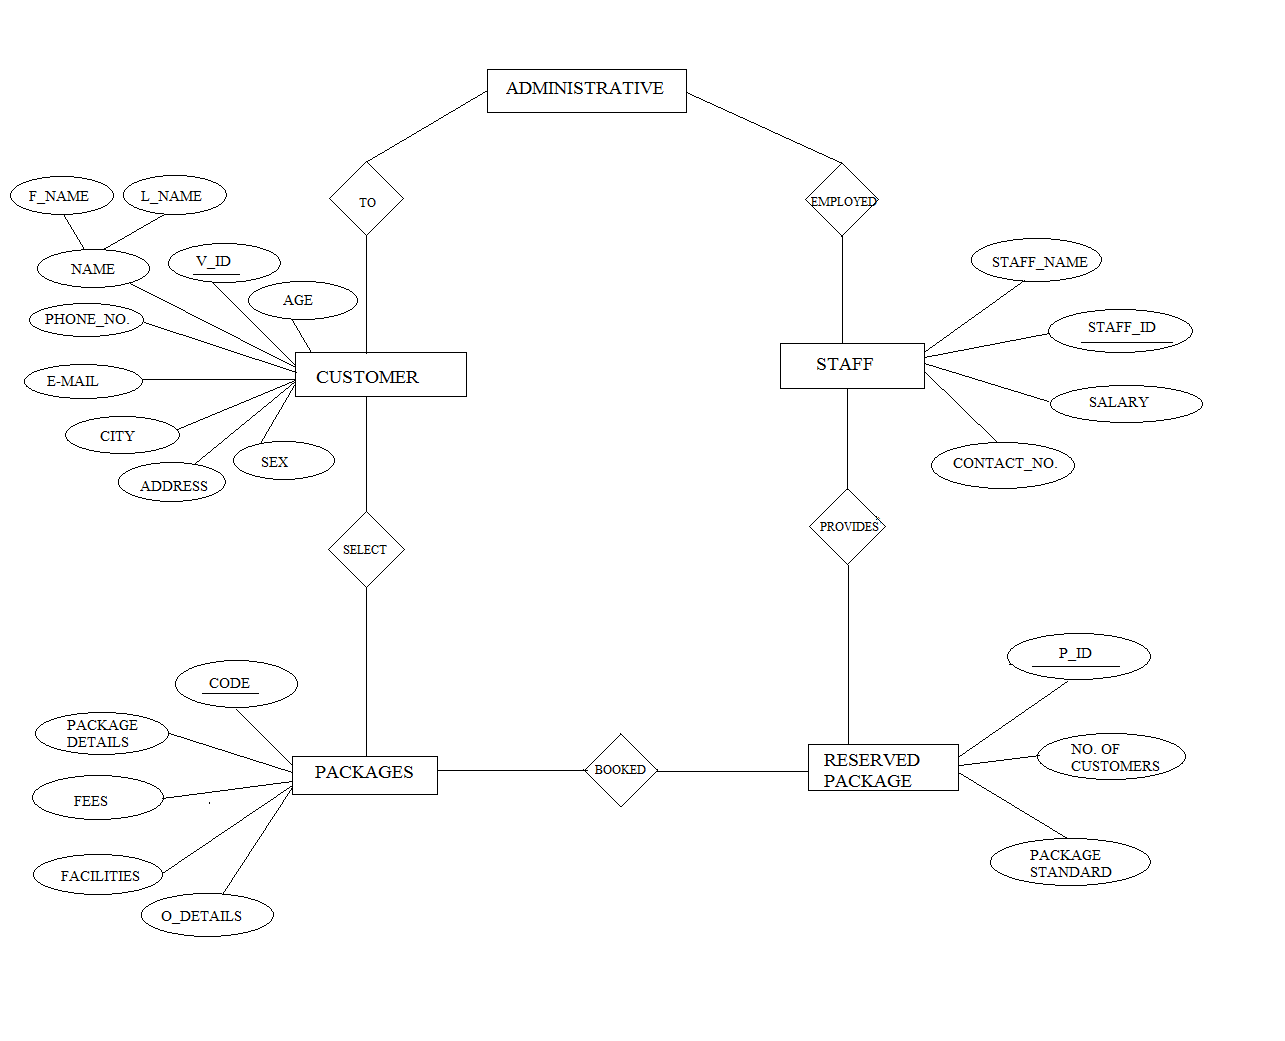 ADMINISTRATIVE
F_NAME
L_NAME
TO
EMPLOYED
NAME
V_ID
AGE
STAFF_NAME
PHONE_NO.
STAFF_ID
E-MAIL
CUSTOMER
STAFF
SALARY
CITY
ADDRESS
SEX
CONTACT_NO.
SELECT
PROVIDES
CODE
P_ID
PACKAGE
DETAILS
FEES
PACKAGES
BOOKED
RESERVED
PACKAGE
NO. OF
CUSTOMERS
FACILITIES
O_DETAILS
PACKAGE
STANDARD